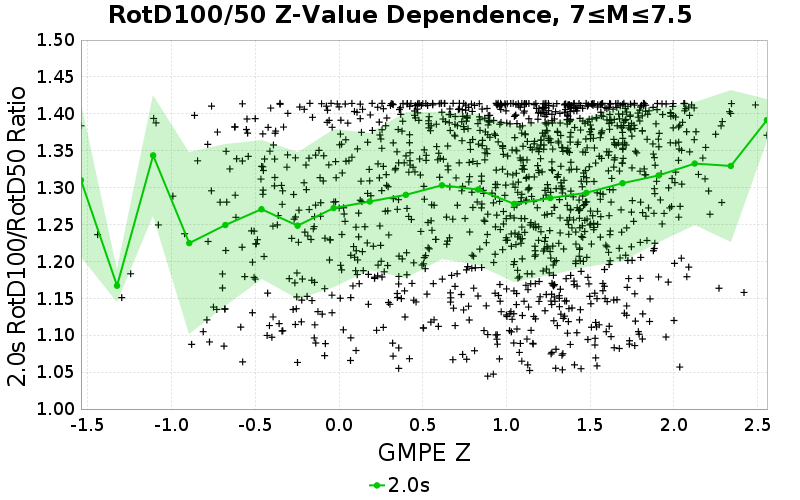 RotD100/50 Z-Value Dependence, 7≤M≤7.5
1.50
1.45
1.40
1.35
1.30
1.25
1.20
1.15
1.10
1.05
1.00
2.0s RotD100/RotD50 Ratio
-1.5 -1.0 -0.5 0.0 0.5 1.0 1.5 2.0 2.5
GMPE Z
2.0s